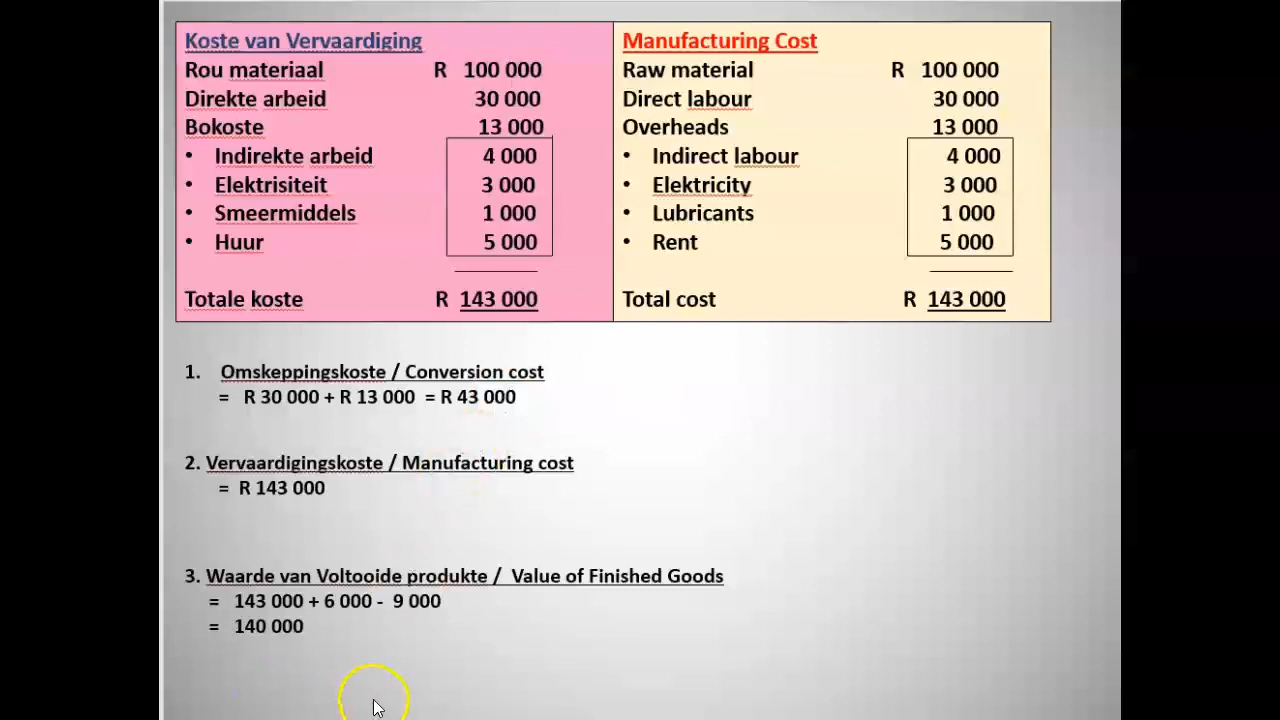 Koste van Vervaardiging
Rou materiaal R 100 000
Direkte arbeid 30 000
Bokoste 13 000
• Indirekte arbeid 4 000
• Elektrisiteit 3 000
• Smeermiddels 1 000
• Huur 5 000
Totale koste R 143 000
Manufacturing Cost
Raw material R 100 000
Direct labour 30 000
Overheads 13 000
• Indirect labour 4 000
• Elektricity 3 000
• Lubricants 1 000
• Rent 5 000
Total cost R 143 000
1. Omskeppingskoste / Conversion cost
= R 30 000 + R 13 000 = R 43 000
2. Vervaardigingskoste / Manufacturing cost
= R 143 000
3. Waarde van Voltooide produkte / Value of Finished Goods
= 143 000 + 6 000 - 9 000
= 140 000